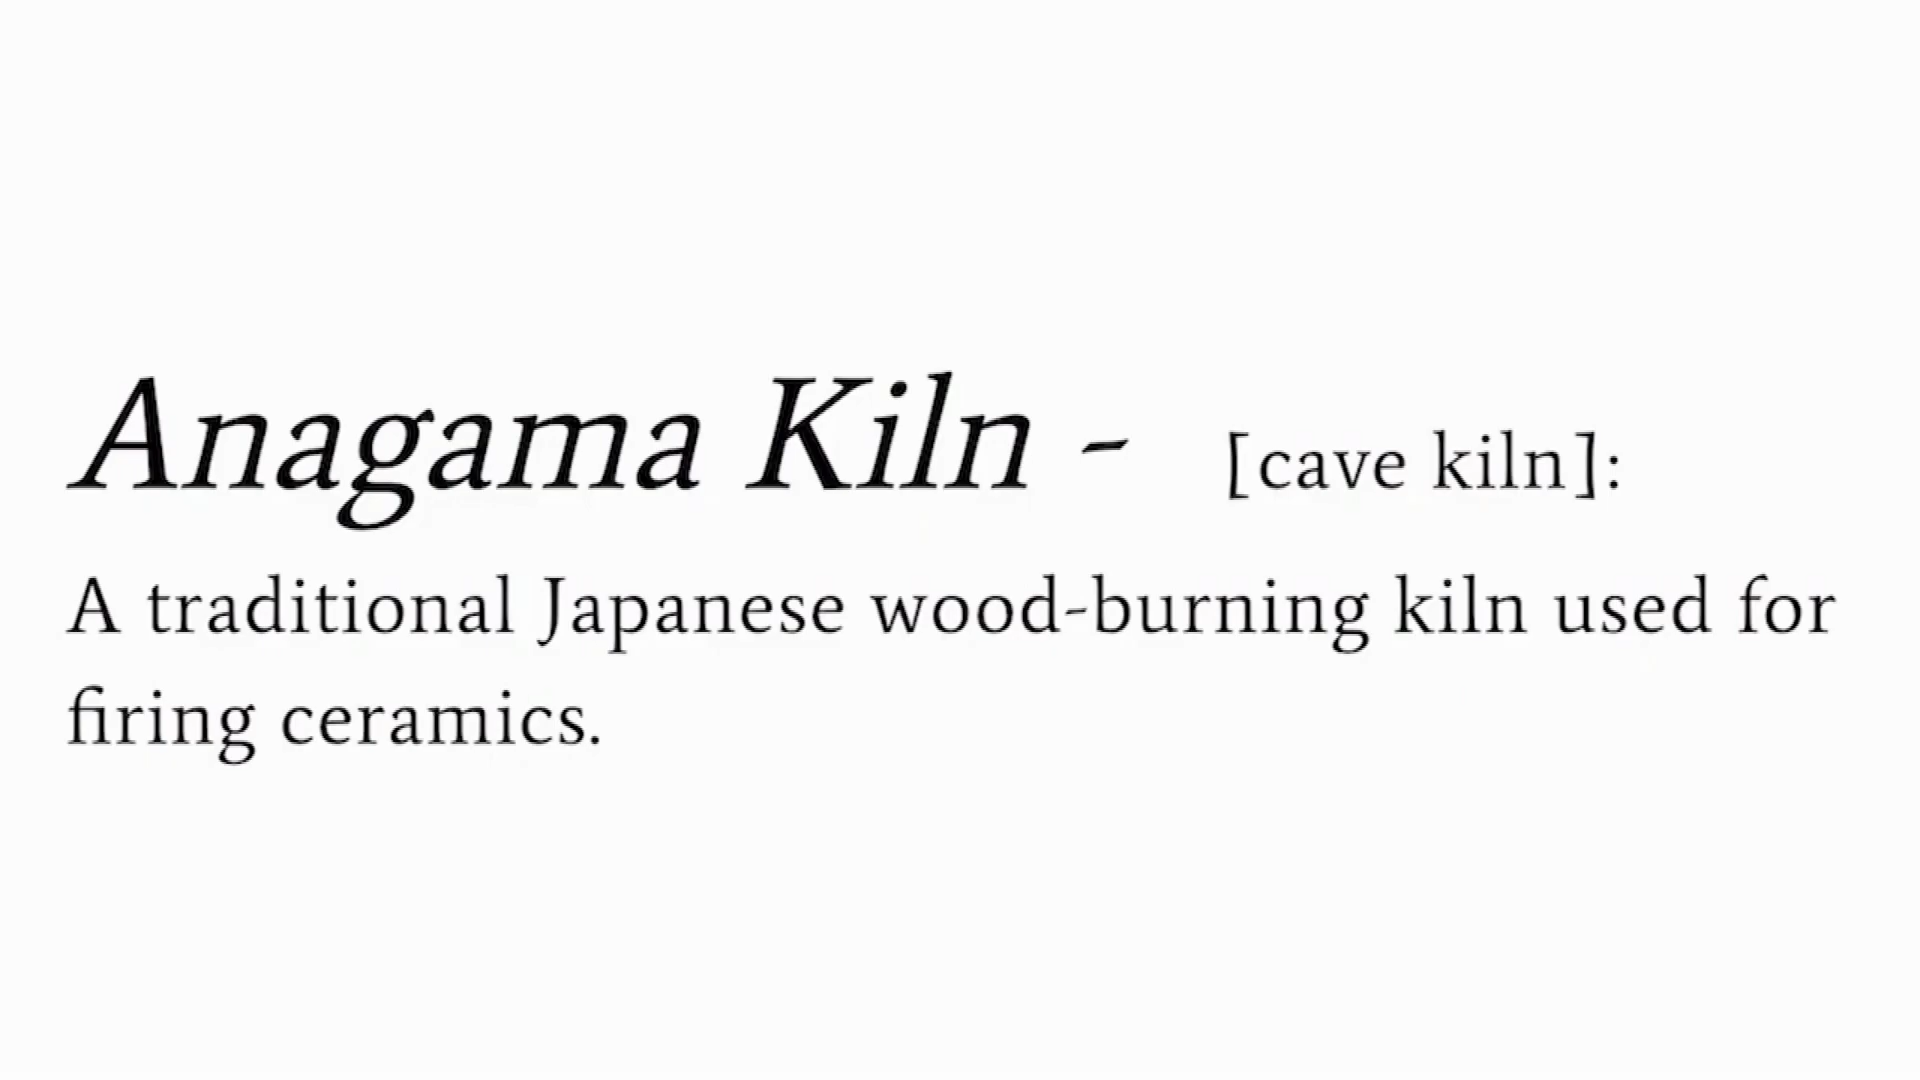 Anagama Kiln - [cave kiln]:
A traditional Japanese wood-burning kiln used for
firing ceramics.